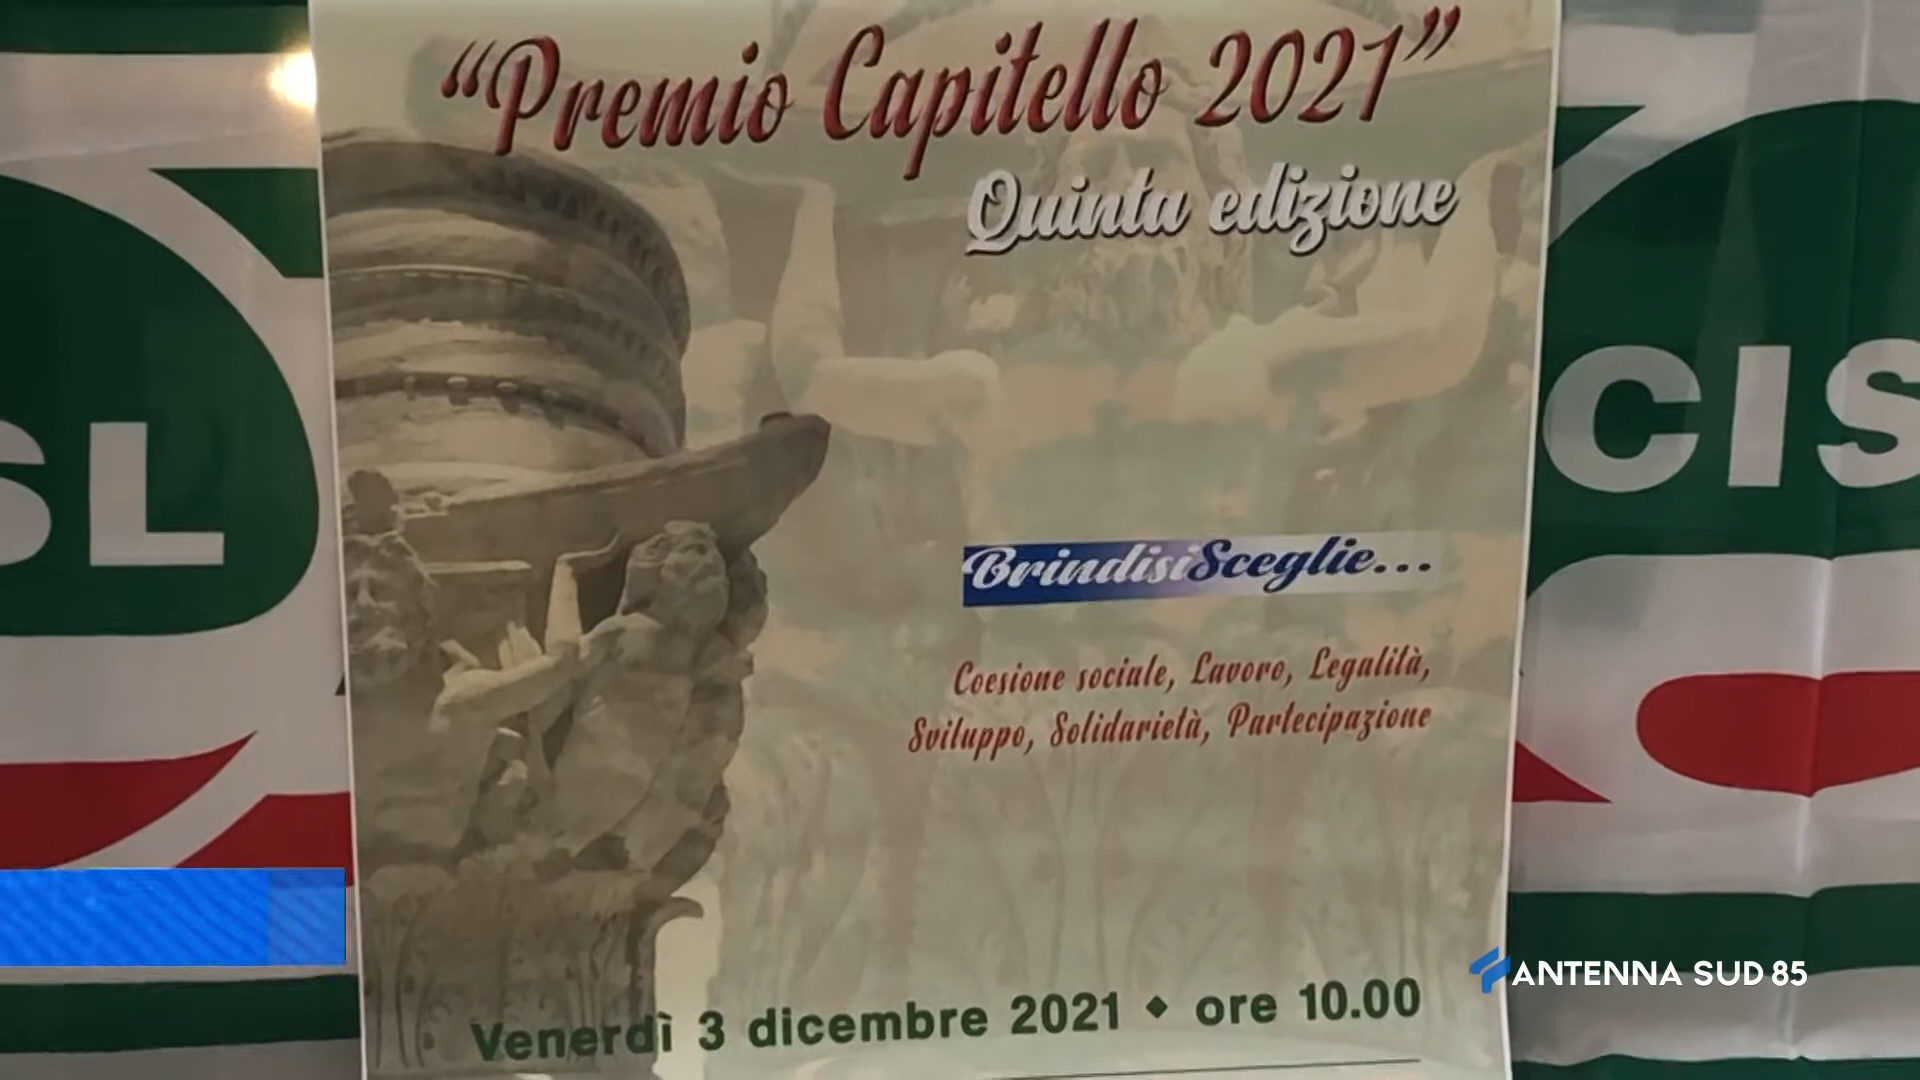 “Premio Capitello 2021”
Quinta edizione
SL
CIS
BrindisiSceglie...
Coesione sociale, Lavoro, Legalità,
Sviluppo, Solidarietà, Partecipazione
ANTENNA SUD 85
Venerdì 3 dicembre 2021 • ore 10.00